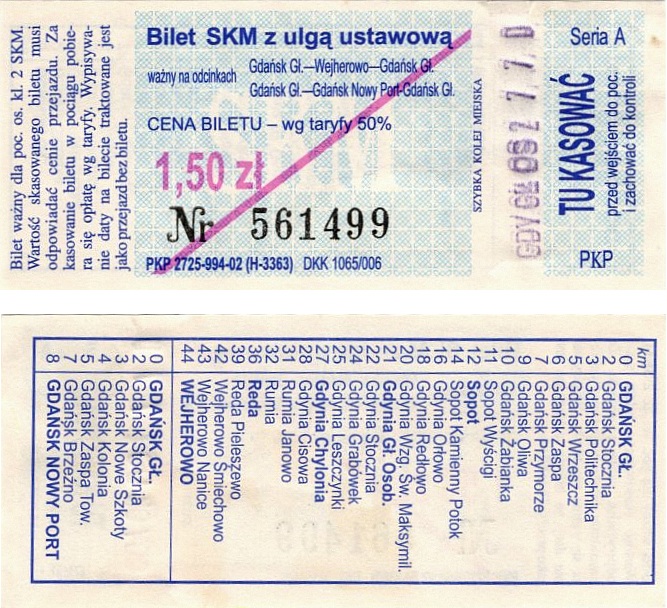 Bilet ważny dla poc. os. kl. 2 SKM.
Wartość skasowanego biletu musi
odpowiadać cenie przejazdu. Za
kasowanie biletu w pociągu pobie-
ra się opłatę wg taryfy. Wypisywa-
nie daty na bilecie traktowane jest
jako przejazd bez biletu.
Bilet SKM z ulgą ustawową
ważny na odcinkach
Gdańsk Gł.—Wejherowo—Gdańsk Gł.
Gdańsk Gł.—Gdańsk Nowy Port-Gdańsk Gł.
CENA BILETU – wg taryfy 50%
1,50 zł
Nr 561499
PKP 2725-994-02 (H-3363) DKK 1065/006
SZYBKA KOLEJ MIEJSKA
Seria A
TU KASOWAĆ
przed wejściem do poc.
i zachować do kontroli
PKP
km
0 GDAŃSK GŁ.
2 Gdańsk Stocznia
3 Gdańsk Politechnika
5 Gdańsk Wrzeszcz
6 Gdańsk Zaspa
7 Gdańsk Przymorze
9 Gdańsk Oliwa
10 Gdańsk Żabianka
11 Sopot Wyścigi
12 Sopot
14 Sopot Kamienny Potok
16 Gdynia Orłowo
18 Gdynia Redłowo
20 Gdynia Wzg. Św. Maksymil.
21 Gdynia Gł. Osob.
22 Gdynia Stocznia
24 Gdynia Grabówek
25 Gdynia Leszczynki
27 Gdynia Chylonia
28 Gdynia Cisowa
31 Rumia Janowo
32 Rumia
36 Reda
39 Reda Pieleszewo
42 Wejherowo Śmiechowo
43 Wejherowo Nanice
44 WEJHEROWO
0 GDAŃSK GŁ.
2 Gdańsk Stocznia
3 Gdańsk Nowe Szkoty
4 Gdańsk Kolonia
5 Gdańsk Zaspa Tow.
7 Gdańsk Brzeźno
8 GDAŃSK NOWY PORT